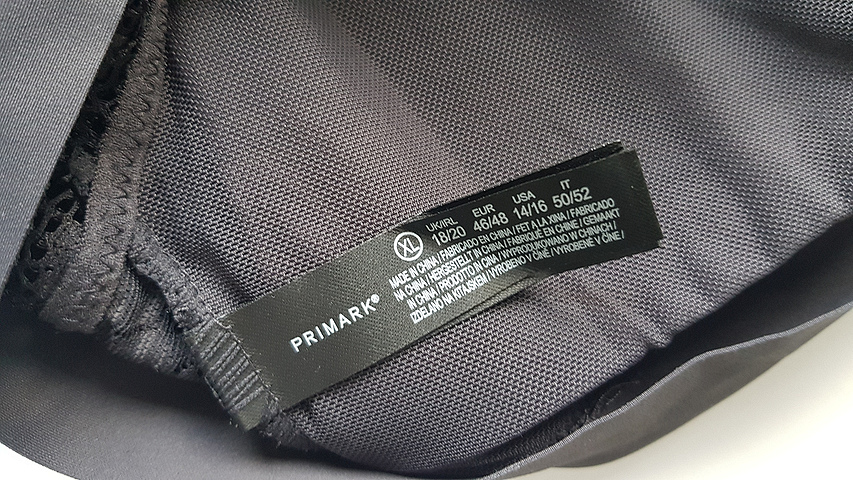 PRIMARK®
XL
UK/IRL EUR USA IT
18/20 46/48 14/16 50/52
MADE IN CHINA / FABRICADO EN CHINA / FET A LA XINA / FABRICADO
NA CHINA / HERGESTELLT IN CHINA / FABRIQUÉ EN CHINE / GEMAAKT
IN CHINA / PRODOTTO IN CINA / WYPRODUKOWANO W CHINACH /
IZDELANO NA KITAJSKEM / VYROBENO V ČÍNĚ / VYROBENÉ V ČÍNE /